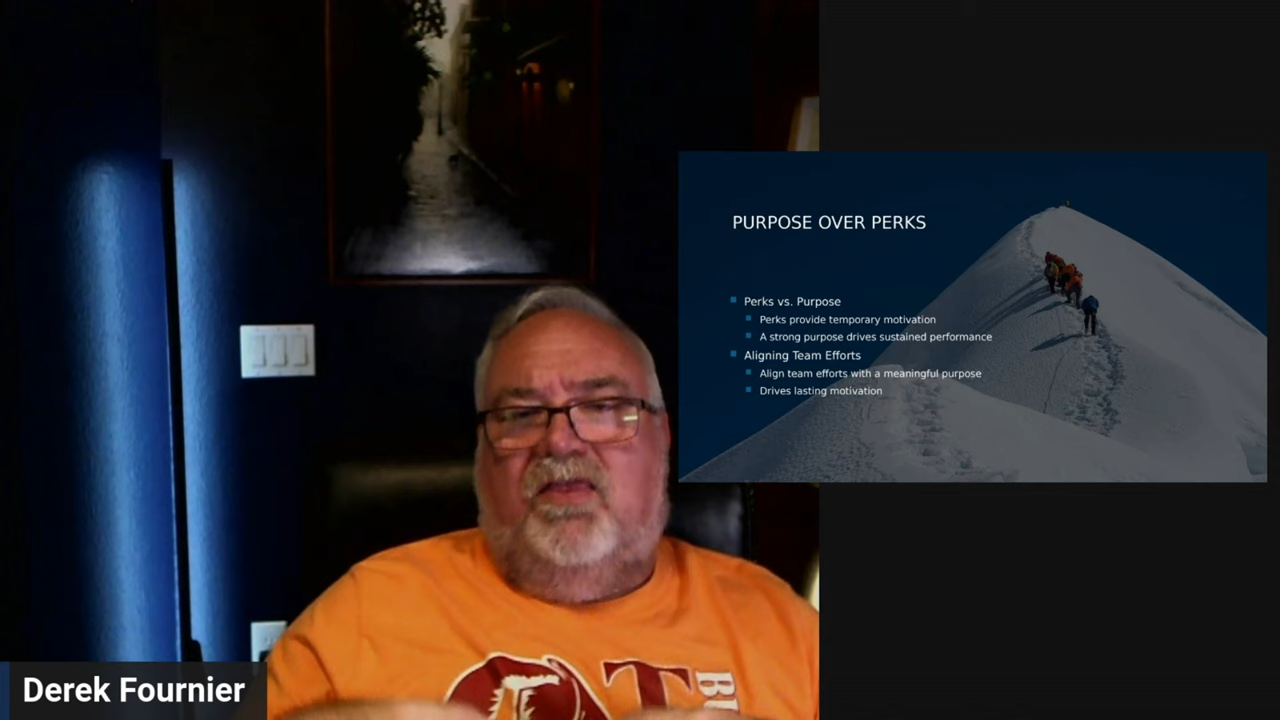 PURPOSE OVER PERKS
Perks vs. Purpose
Perks provide temporary motivation
A strong purpose drives sustained performance
Aligning Team Efforts
Align team efforts with a meaningful purpose
Drives lasting motivation
Derek Fournier